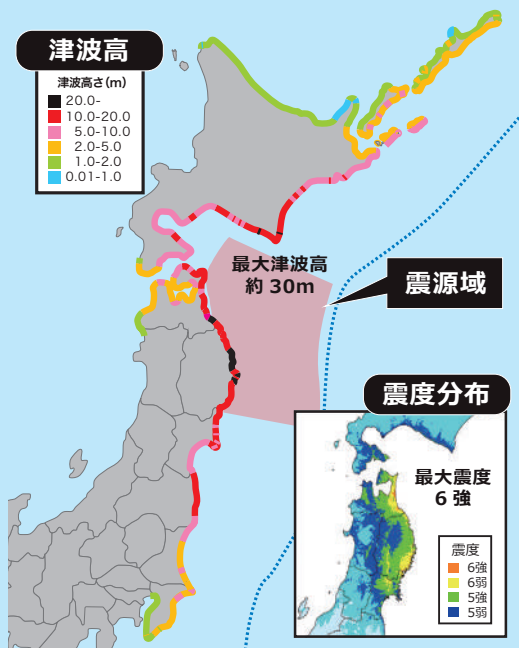 津波高
津波高さ(m)
20.0-
10.0-20.0
5.0-10.0
2.0-5.0
1.0-2.0
0.01-1.0
最大津波高
約 30m
震源域
震度分布
最大震度
6 強
震度
6強
6弱
5強
5弱